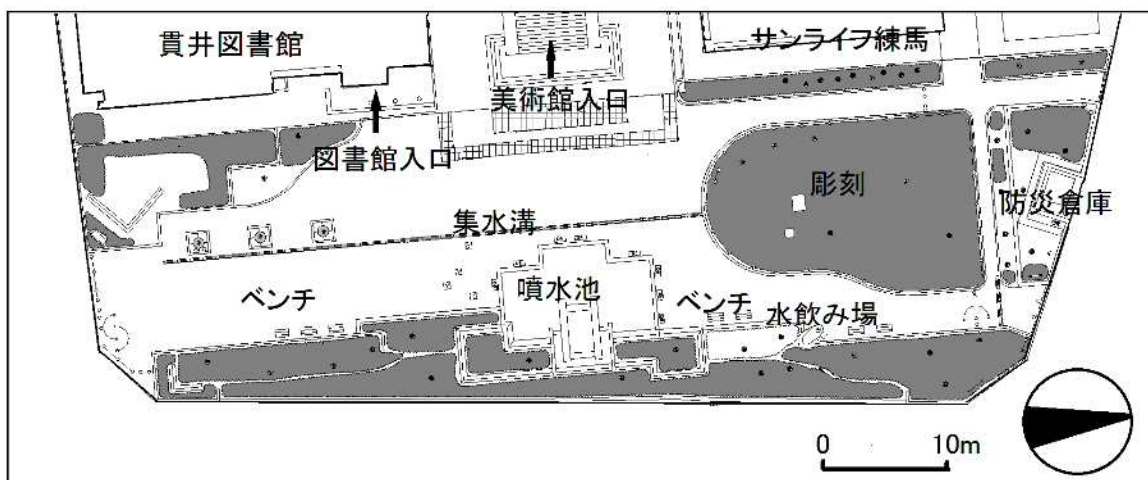 貫井図書館
サンライフ練馬
美術館入口
図書館入口
彫刻
防災倉庫
集水溝
噴水池
ベンチ
ベンチ
水飲み場
0 10m